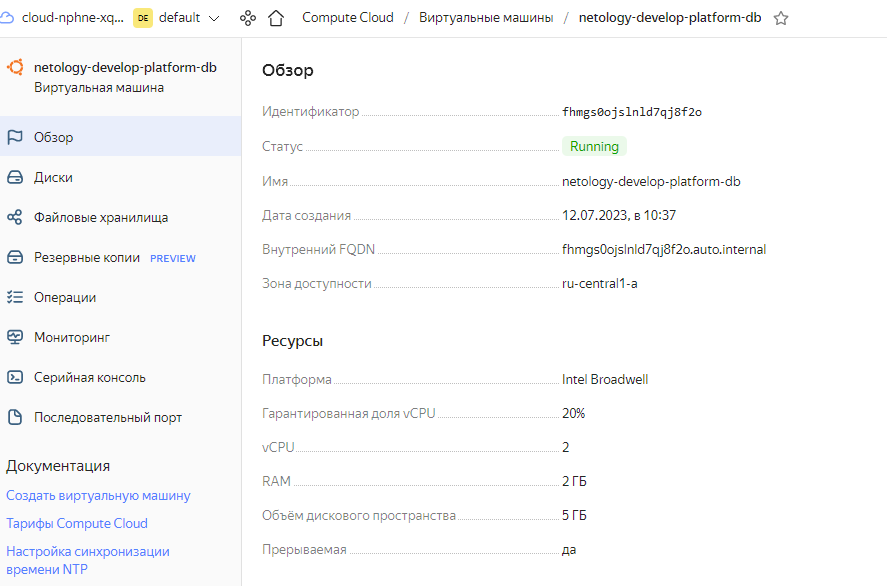 cloud-nphne-xq... DE default Compute Cloud / Виртуальные машины / netology-develop-platform-db
netology-develop-platform-db
Виртуальная машина
Обзор
Диски
Файловые хранилища
Резервные копии PREVIEW
Операции
Мониторинг
Серийная консоль
Последовательный порт
Документация
Создать виртуальную машину
Тарифы Compute Cloud
Настройка синхронизации
времени NTP
Обзор
Идентификатор fhmgs0ojslnld7qj8f2o
Статус Running
Имя netology-develop-platform-db
Дата создания 12.07.2023, в 10:37
Внутренний FQDN fhmgs0ojslnld7qj8f2o.auto.internal
Зона доступности ru-central1-a
Ресурсы
Платформа Intel Broadwell
Гарантированная доля vCPU 20%
vCPU 2
RAM 2 ГБ
Объём дискового пространства 5 ГБ
Прерываемая да